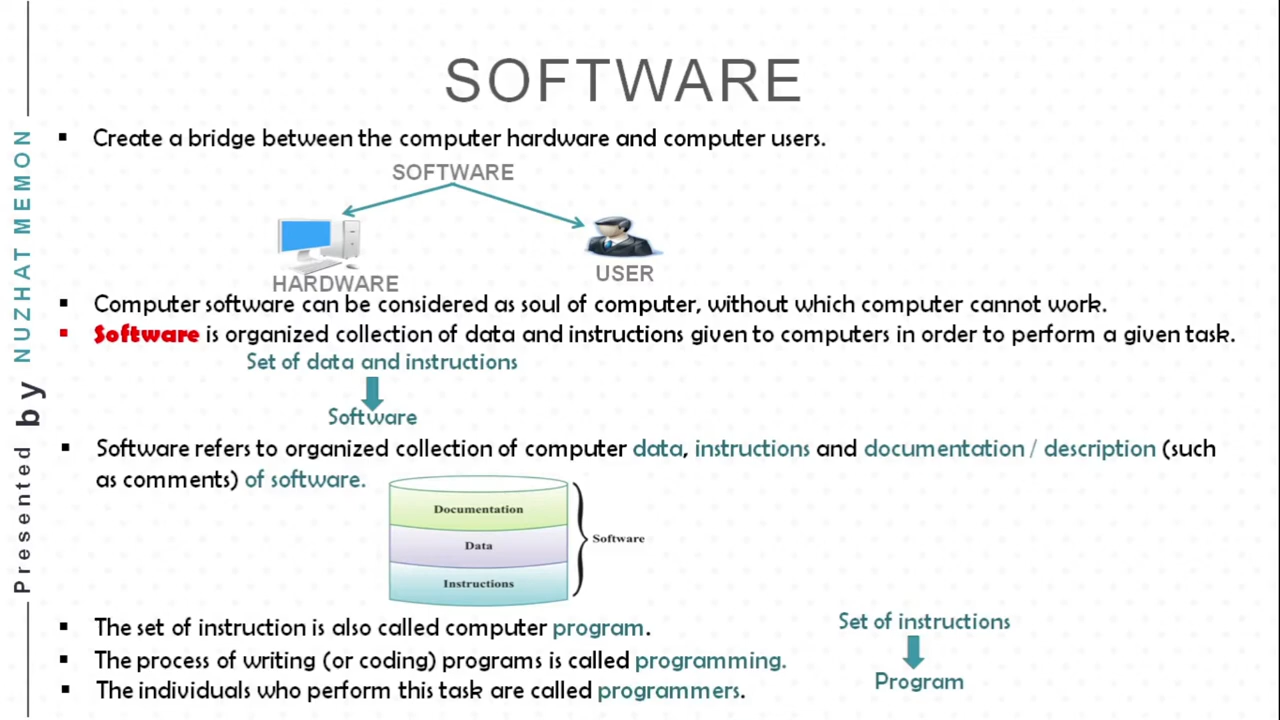 SOFTWARE
Create a bridge between the computer hardware and computer users.
SOFTWARE
HARDWARE
USER
Computer software can be considered as soul of computer, without which computer cannot work.
Software is organized collection of data and instructions given to computers in order to perform a given task.
Set of data and instructions
Software
Software refers to organized collection of computer data, instructions and documentation / description (such
as comments) of software.
Documentation
Data
Instructions
Software
The set of instruction is also called computer program.
The process of writing (or coding) programs is called programming.
The individuals who perform this task are called programmers.
Set of instructions
Program
Presented by NUZHAT MEMON